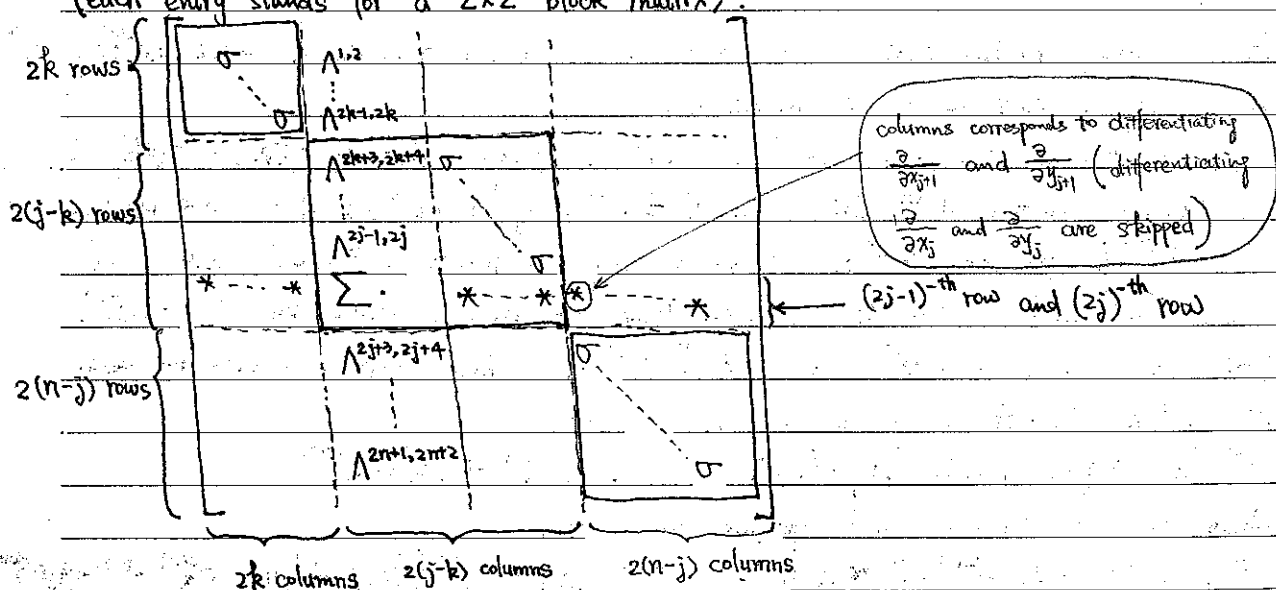 (each entry stands for a 2×2 block matrix).
2k rows { σ Λ^{1,2}
σ Λ^{2k-1,2k}
2(j-k) rows { Λ^{2k+3,2k+4} σ
Λ^{2j-1,2j} σ
* ---- * Σ. * ---- * * ---- * } ← (2j-1)^{-th} row and (2j)^{-th} row
2(n-j) rows { Λ^{2j+3,2j+4} σ
Λ^{2n+1,2n+2} σ
2k columns 2(j-k) columns 2(n-j) columns
columns corresponds to differentiating
∂/∂x_{j+1} and ∂/∂y_{j+1} (differentiating
∂/∂x_j and ∂/∂y_j are skipped)